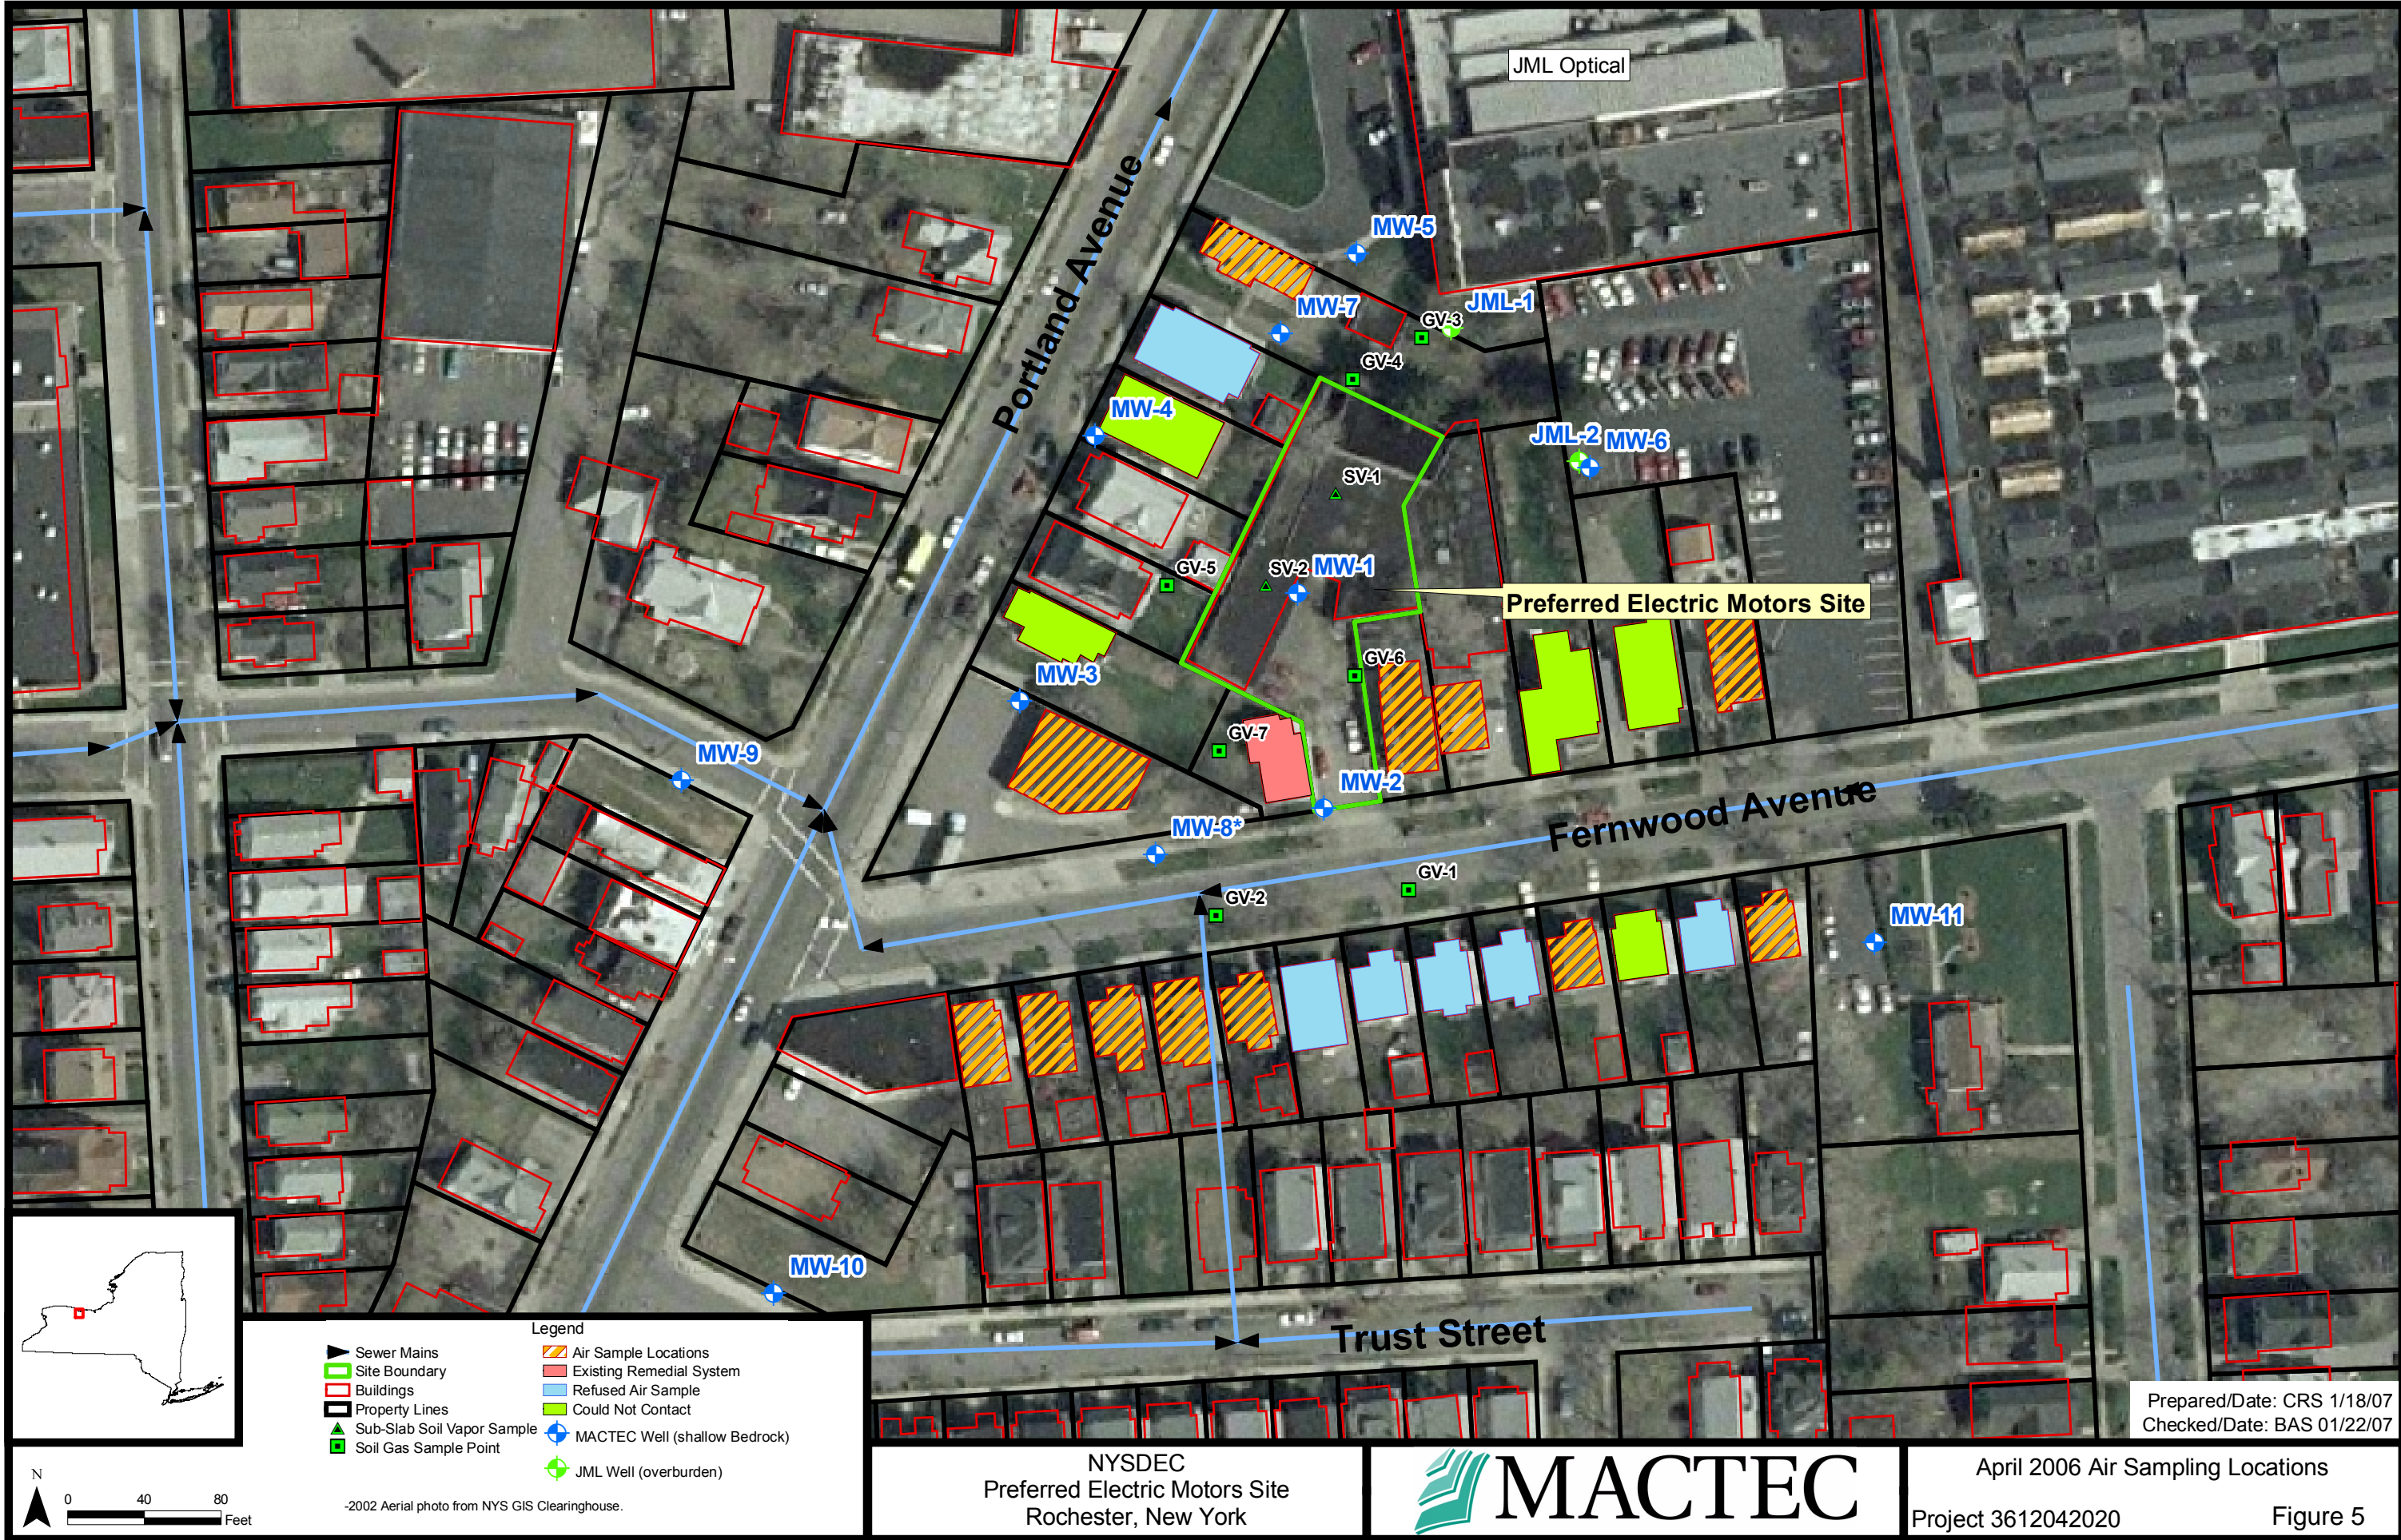 JML Optical
Portland Avenue
MW-5
MW-7
JML-1
GV-3
GV-4
MW-4
JML-2
MW-6
SV-1
GV-5
SV-2
MW-1
Preferred Electric Motors Site
MW-3
GV-6
GV-7
MW-9
MW-2
MW-8*
Fernwood Avenue
GV-1
GV-2
MW-11
MW-10
Trust Street
Legend
Sewer Mains
Site Boundary
Buildings
Property Lines
Sub-Slab Soil Vapor Sample
Soil Gas Sample Point
Air Sample Locations
Existing Remedial System
Refused Air Sample
Could Not Contact
MACTEC Well (shallow Bedrock)
JML Well (overburden)
-2002 Aerial photo from NYS GIS Clearinghouse.
N
0 40 80
Feet
Prepared/Date: CRS 1/18/07
Checked/Date: BAS 01/22/07
NYSDEC
Preferred Electric Motors Site
Rochester, New York
MACTEC
April 2006 Air Sampling Locations
Project 3612042020 Figure 5